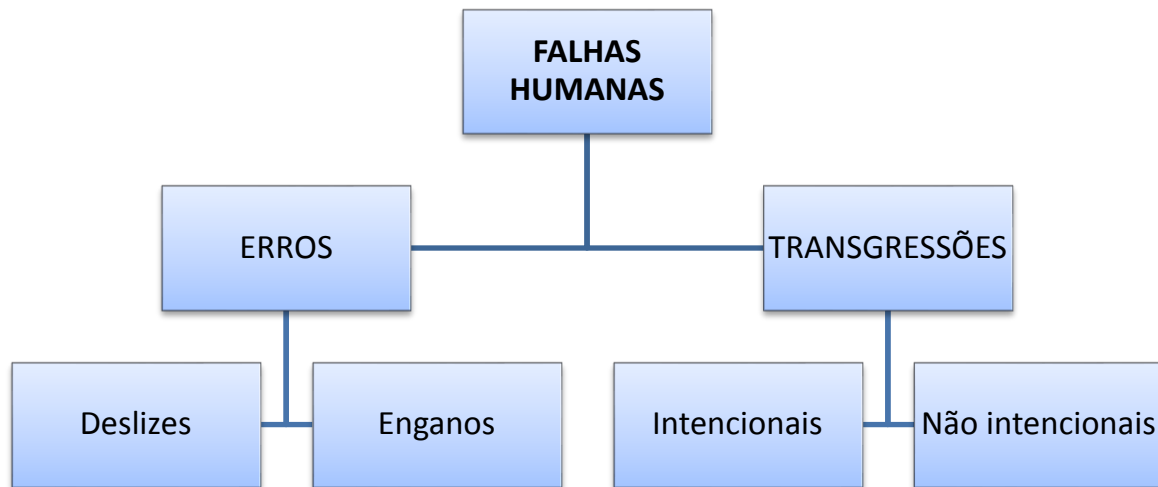 FALHAS
HUMANAS
ERROS
TRANSGRESSÕES
Deslizes
Enganos
Intencionais
Não intencionais